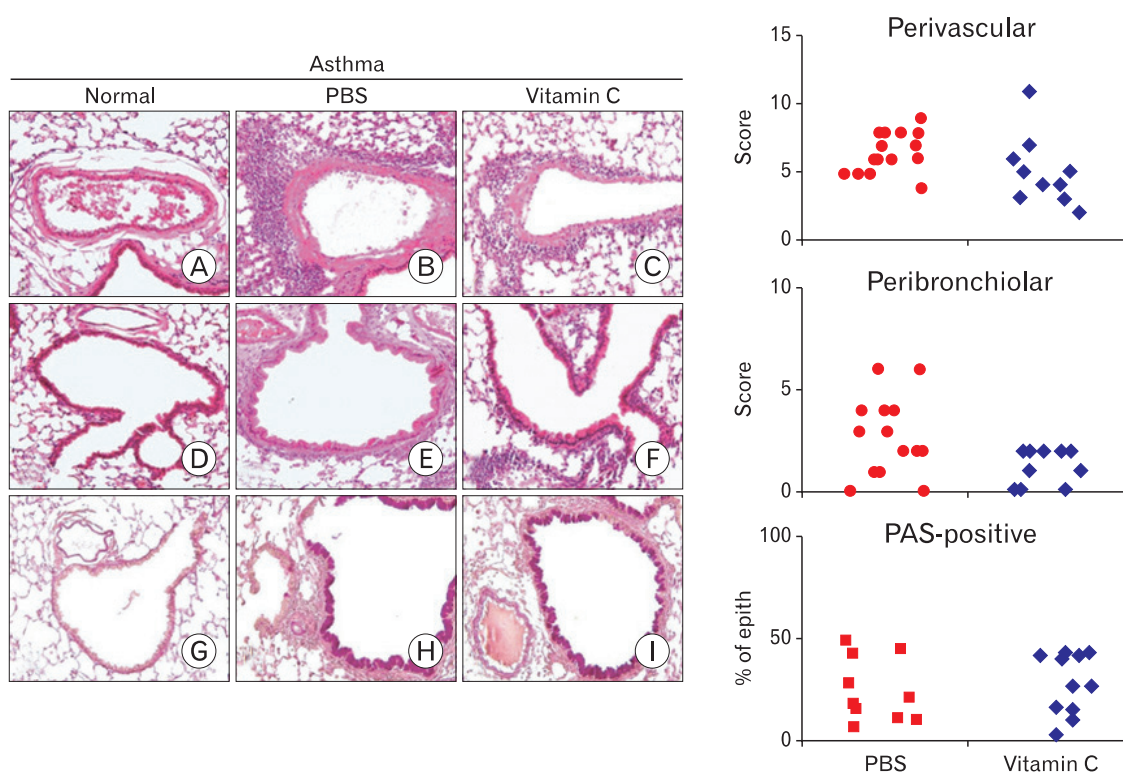 Asthma
Normal PBS Vitamin C
A B C
D E F
G H I
Perivascular
Score
15
10
5
0
Peribronchiolar
Score
10
5
0
PAS-positive
% of epith
100
50
0
PBS Vitamin C